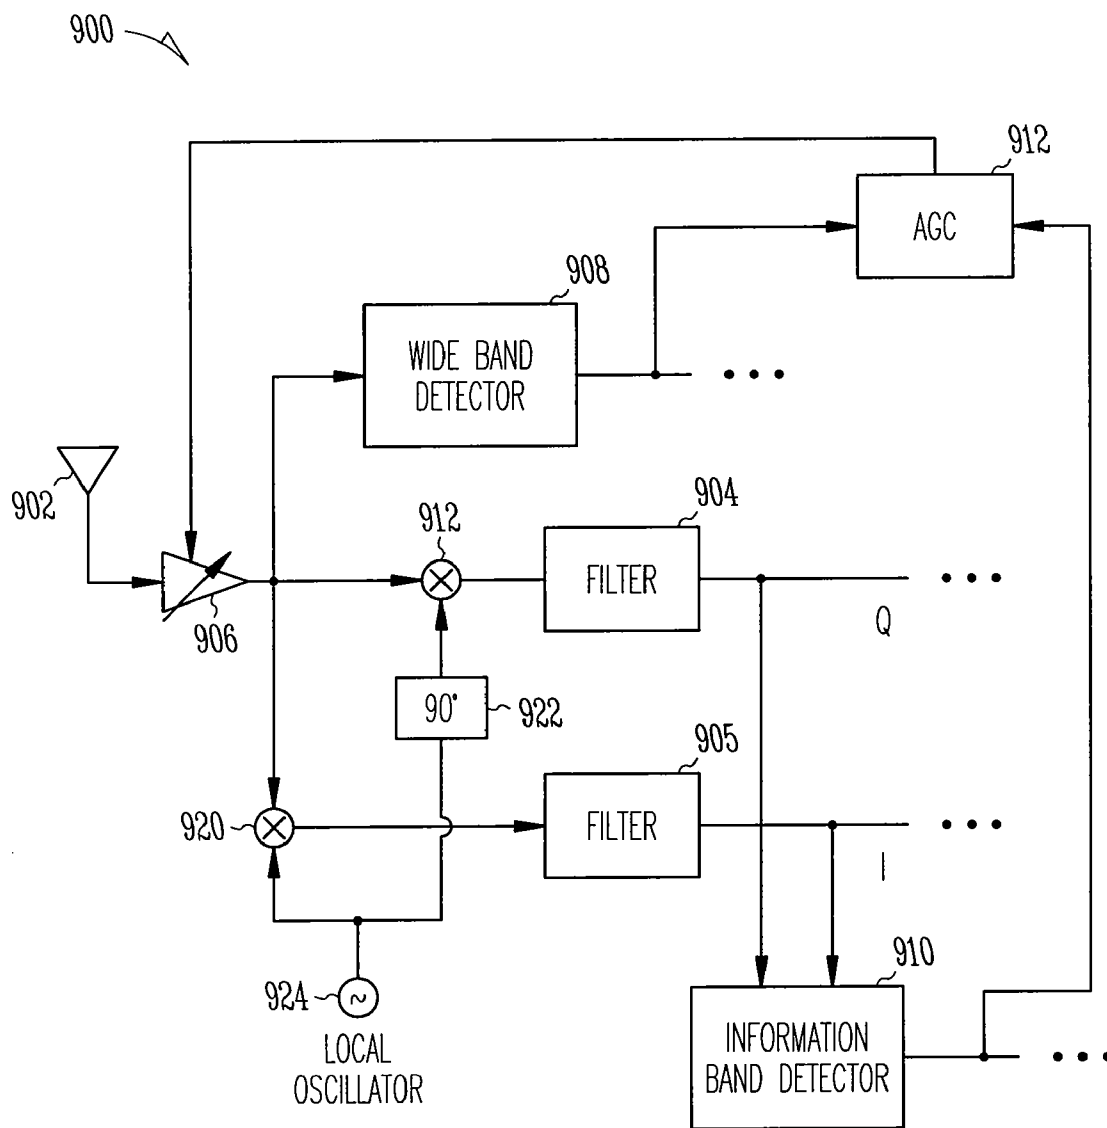 900
912
AGC
908
WIDE BAND
DETECTOR
902
906
912
904
FILTER
Q
90°
922
905
920
FILTER
I
924
~
LOCAL
OSCILLATOR
910
INFORMATION
BAND DETECTOR